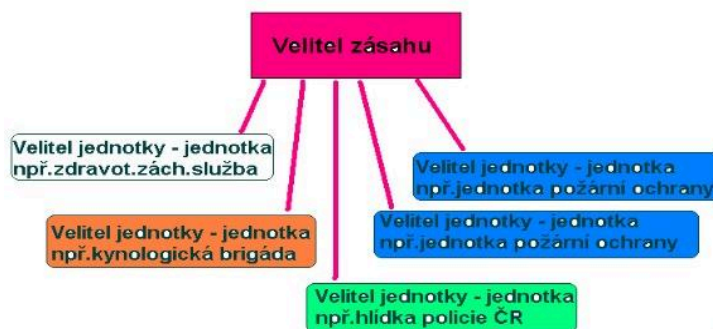 Velitel zásahu
Velitel jednotky - jednotka
npř.zdravot.zách.služba
Velitel jednotky - jednotka
npř.jednotka požární ochrany
Velitel jednotky - jednotka
npř.kynologická brigáda
Velitel jednotky - jednotka
npř.jednotka požární ochrany
Velitel jednotky - jednotka
npř.hlídka policie ČR